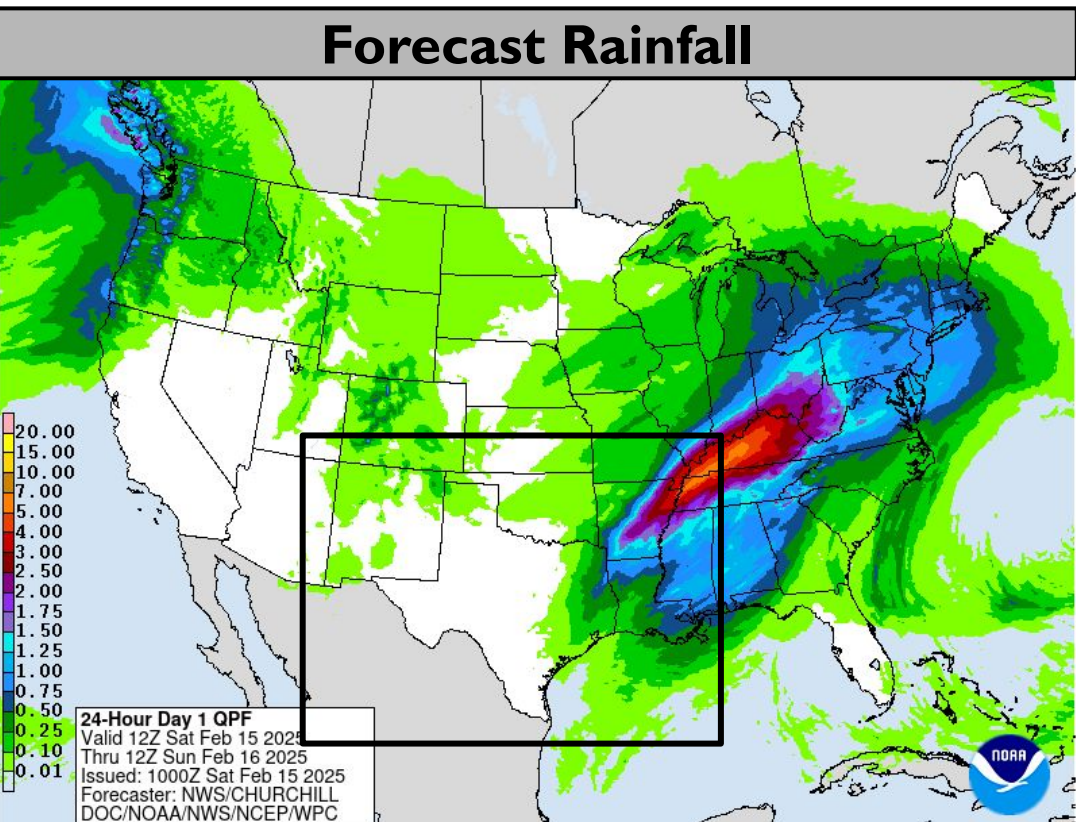 Forecast Rainfall
20.00
15.00
10.00
7.00
5.00
4.00
3.00
2.50
2.00
1.75
1.50
1.25
1.00
0.75
0.50
0.25
0.10
0.01
24-Hour Day 1 QPF
Valid 12Z Sat Feb 15 2025
Thru 12Z Sun Feb 16 2025
Issued: 1000Z Sat Feb 15 2025
Forecaster: NWS/CHURCHILL
DOC/NOAA/NWS/NCEP/WPC
NOAA